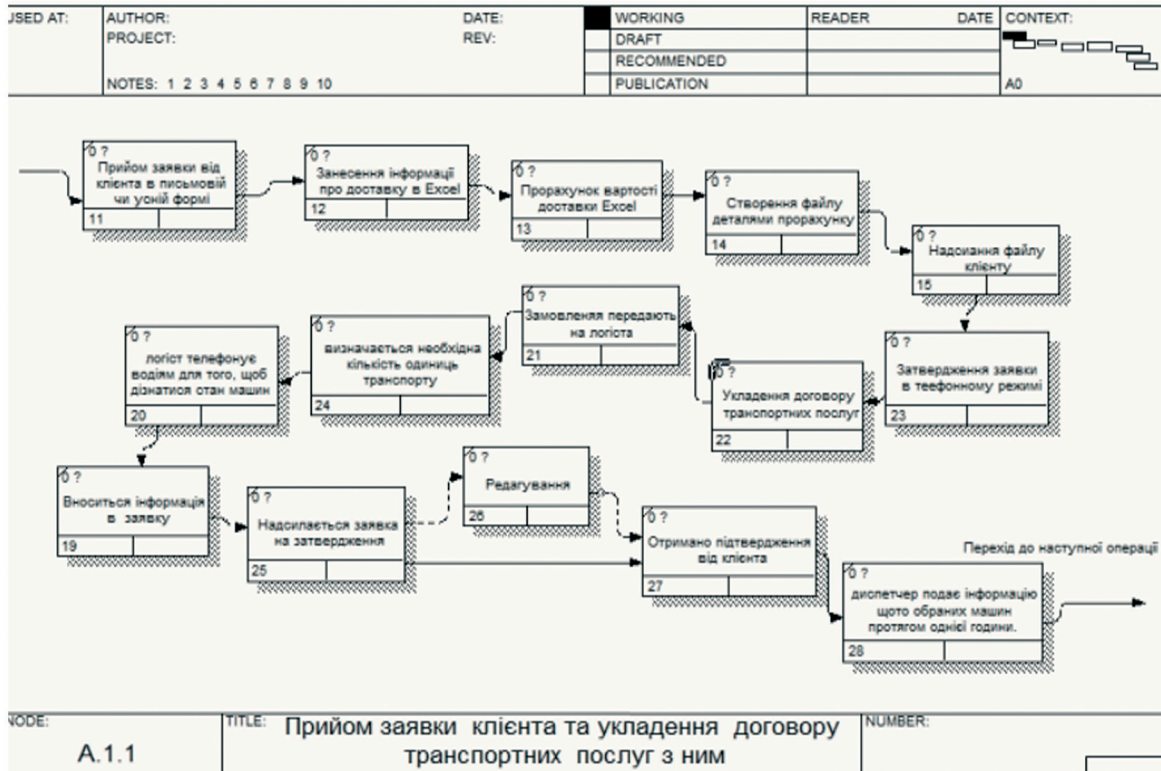 USED AT:
AUTHOR:
DATE:
PROJECT:
REV:
NOTES: 1 2 3 4 5 6 7 8 9 10
WORKING
DRAFT
RECOMMENDED
PUBLICATION
READER
DATE
CONTEXT:
A0
0 ?
Прийом заявки від
клієнта в письмовій
чи усній формі
11
0 ?
Занесення інформації
про доставку в Excel
12
0 ?
Прорахунок вартості
доставки Excel
13
0 ?
Створення файлу
деталями прорахунку
14
0 ?
Надсиання файлу
клієнту
15
0 ?
Затвердження заявки
в теефонному режимі
23
0 ?
Укладення договору
транспортних послуг
22
0 ?
Замовленяя передають
на логіста
21
0 ?
визначається необхідна
кількість одиниць
транспорту
24
0 ?
логіст телефонує
водіям для того, щоб
дізнатися стан машин
20
0 ?
Вноситься інформація
в заявку
19
0 ?
Надсилається заявка
на затвердження
25
0 ?
Редагування
26
0 ?
Отримано підтвердження
від клієнта
27
Перехід до наступної операції
0 ?
диспетчер подає інформацію
щото обраних машин
протягом однієї години.
28
NODE:
A.1.1
TITLE:
Прийом заявки клієнта та укладення договору
транспортних послуг з ним
NUMBER: